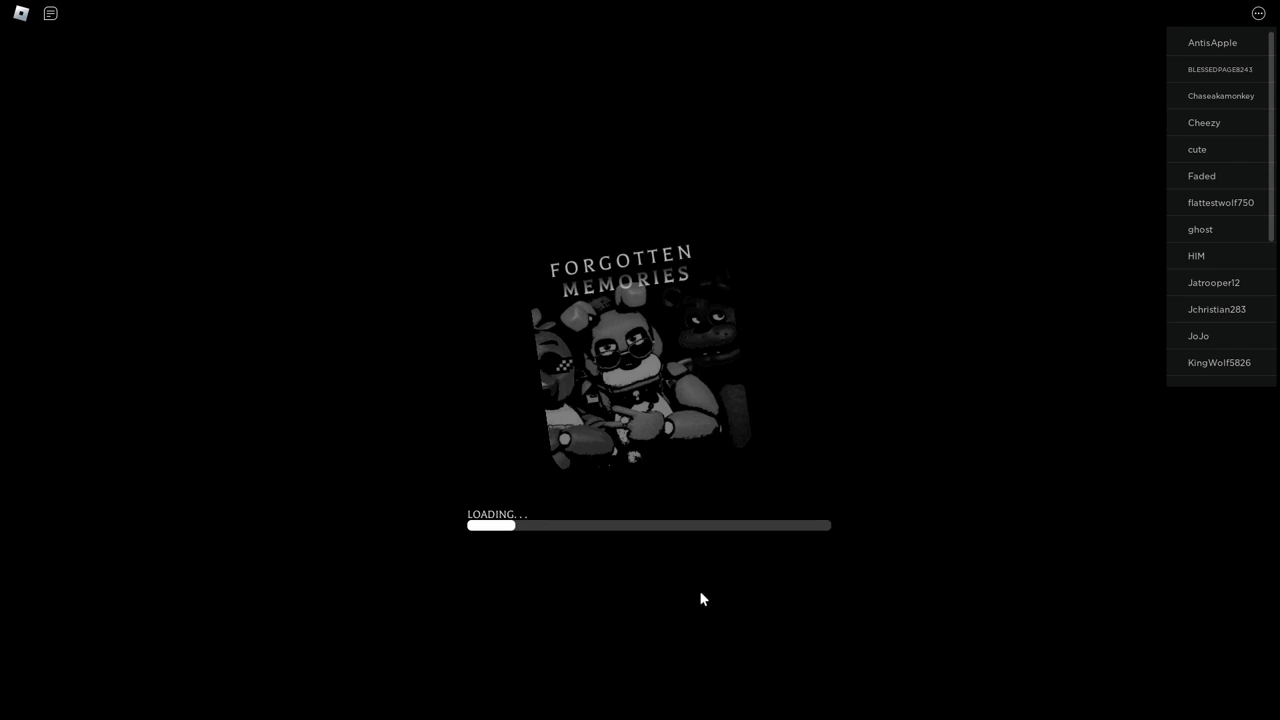 AntisApple
BLESSEDPAGE8243
Chaseakamonkey
Cheezy
cute
Faded
flattestwolf750
ghost
HIM
Jatrooper12
Jchristian283
JoJo
KingWolf5826
FORGOTTEN
MEMORIES
LOADING. . .